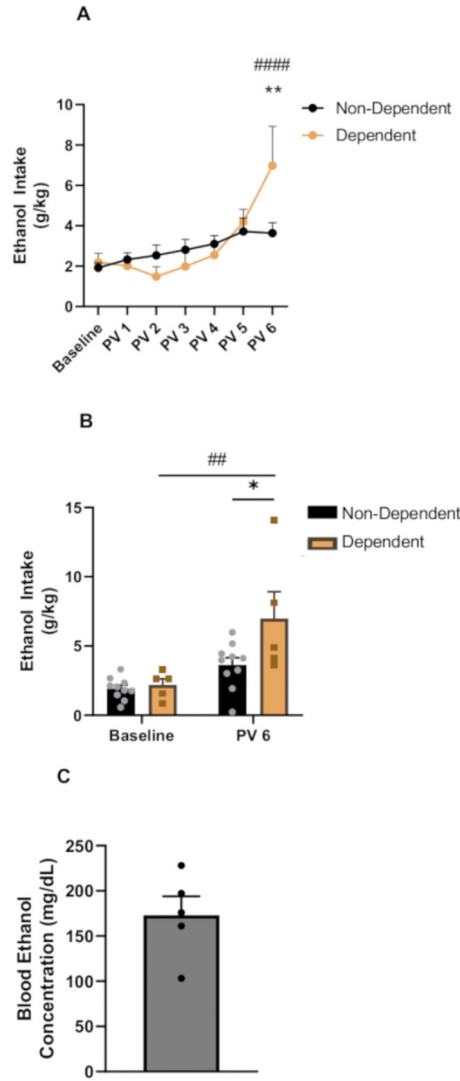 A
####
**
Non-Dependent
Dependent
Ethanol Intake
(g/kg)
10
8
6
4
2
0
Baseline
PV 1
PV 2
PV 3
PV 4
PV 5
PV 6
B
##
*
Non-Dependent
Dependent
Ethanol Intake
(g/kg)
15
10
5
0
Baseline
PV 6
C
Blood Ethanol
Concentration (mg/dL)
250
200
150
100
50
0